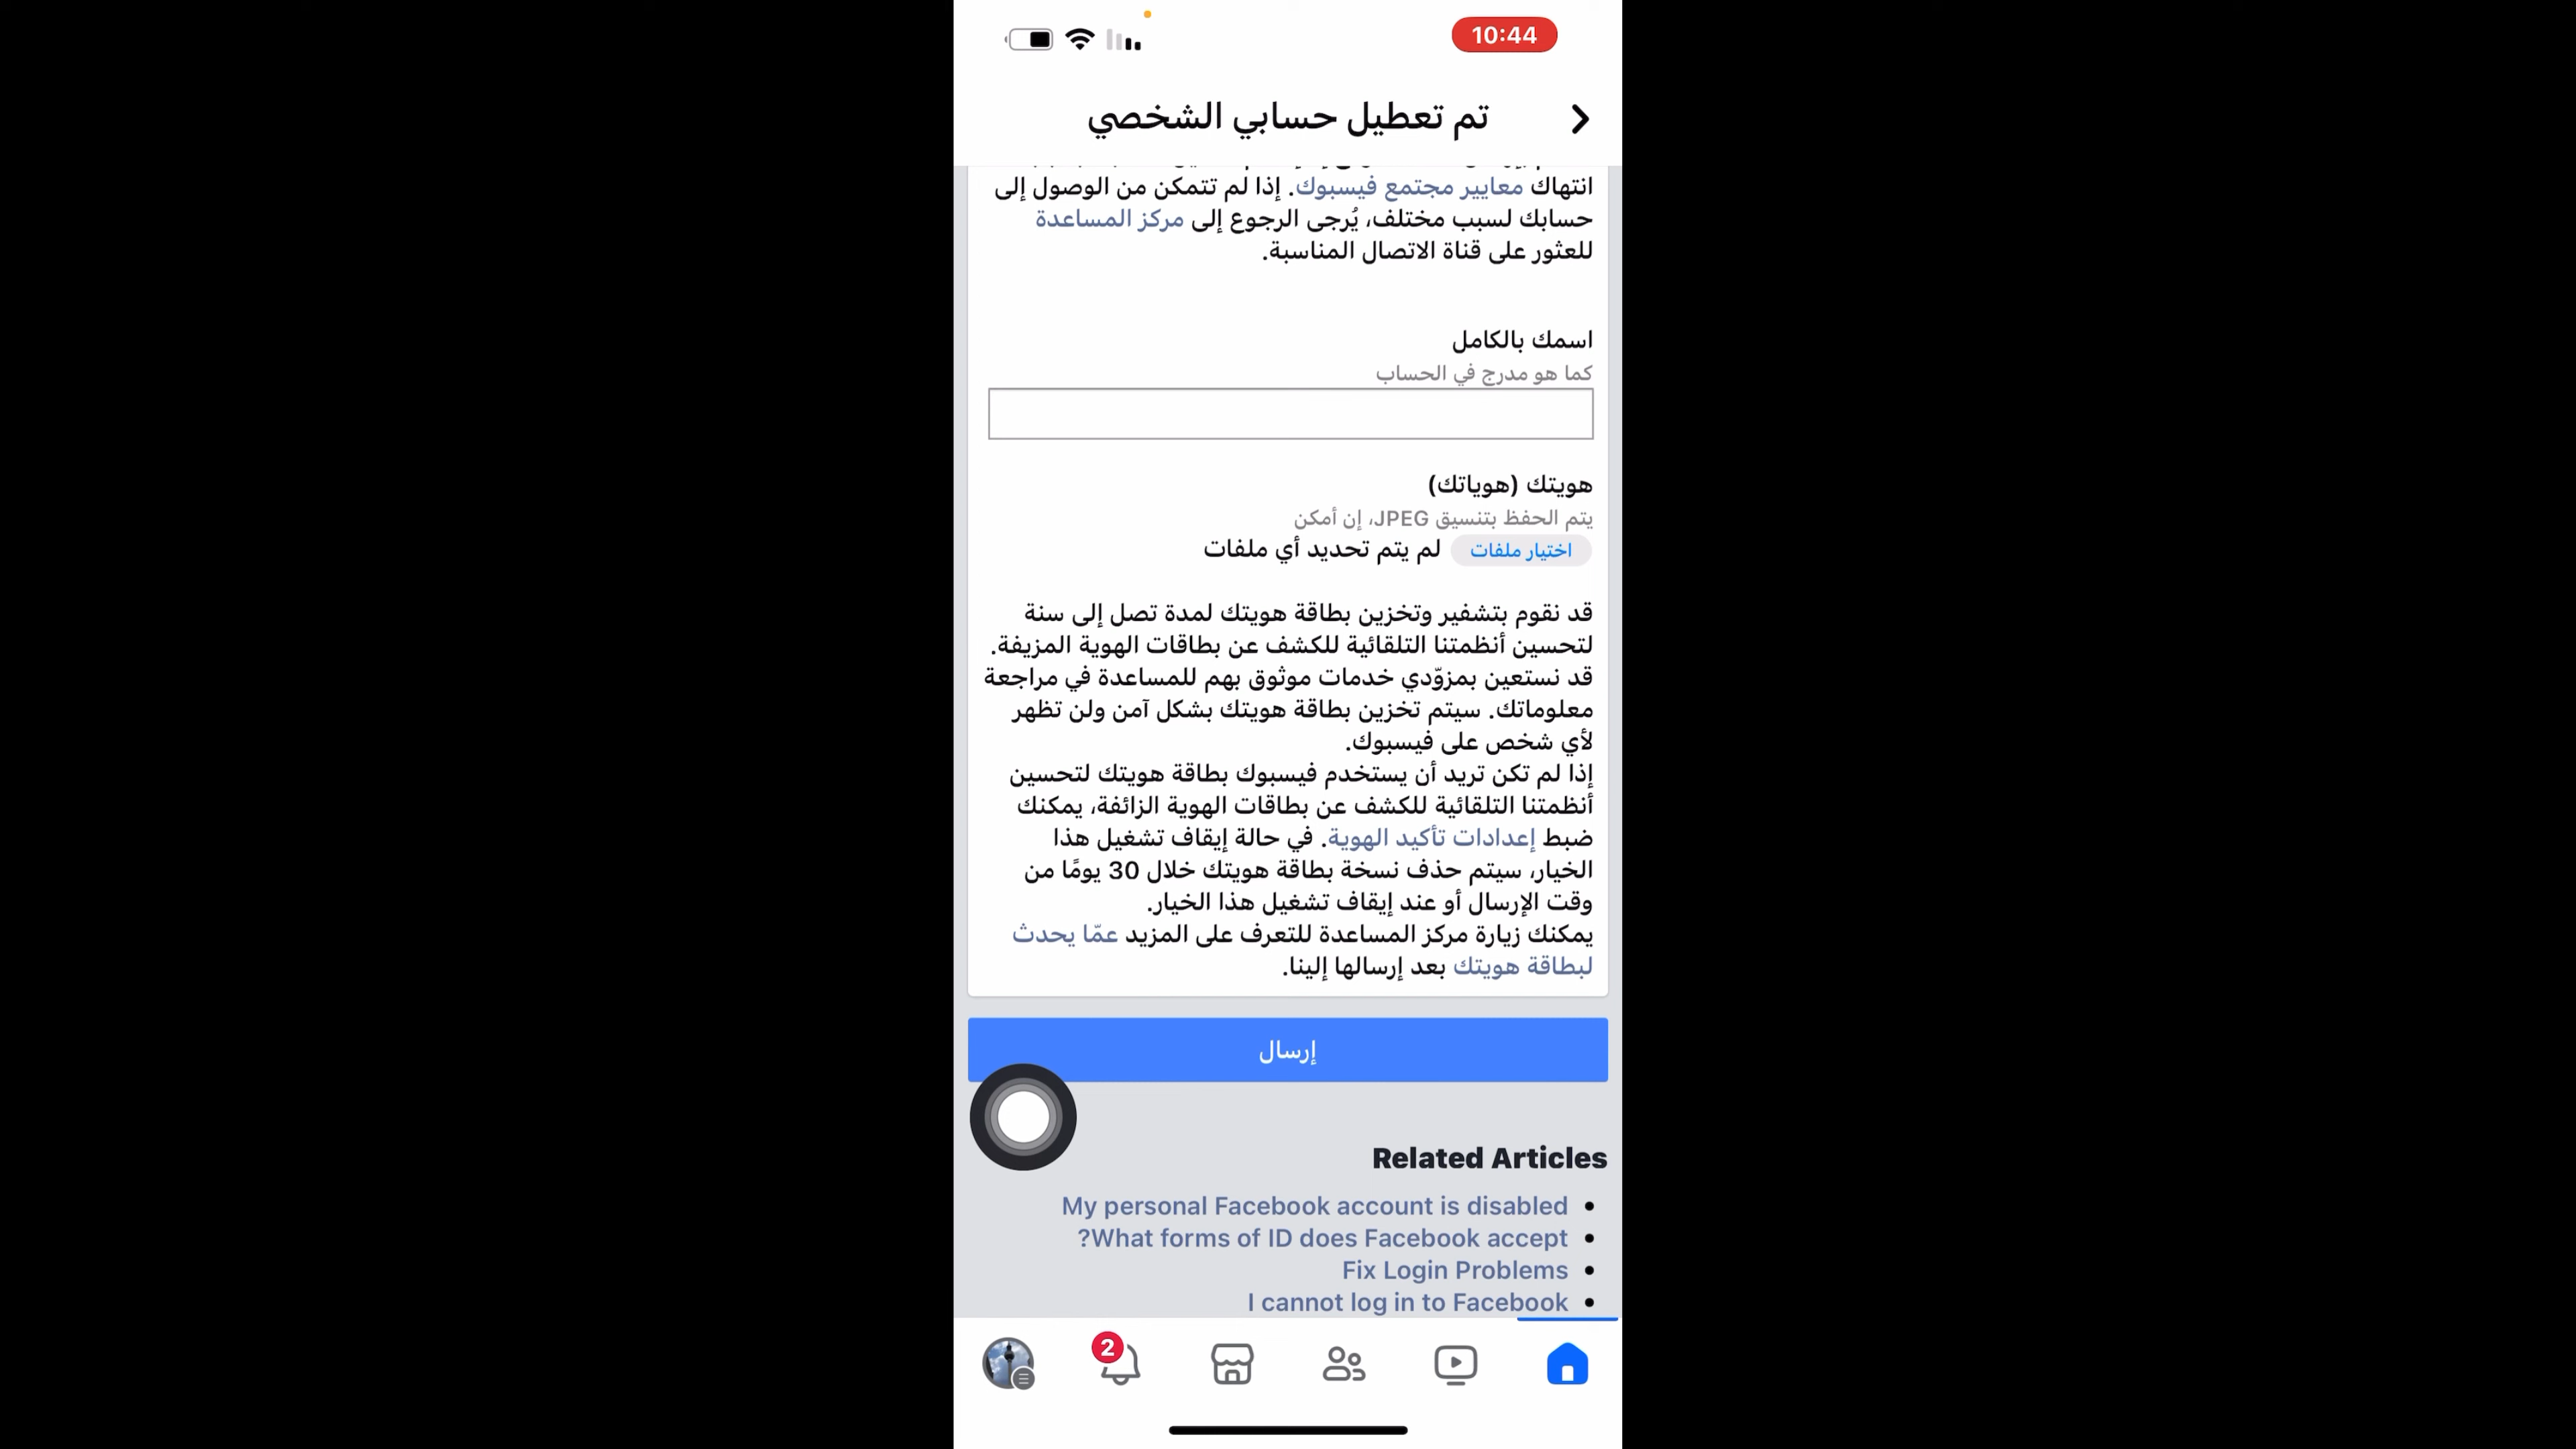 10:44
تم تعطيل حسابي الشخصي
انتهاك معايير مجتمع فيسبوك. إذا لم تتمكن من الوصول إلى
حسابك لسبب مختلف، يُرجى الرجوع إلى مركز المساعدة
للعثور على قناة الاتصال المناسبة.
اسمك بالكامل
كما هو مدرج في الحساب
هويتك (هوياتك)
يتم الحفظ بتنسيق JPEG، إن أمكن
اختيار ملفات لم يتم تحديد أي ملفات
قد نقوم بتشفير وتخزين بطاقة هويتك لمدة تصل إلى سنة
لتحسين أنظمتنا التلقائية للكشف عن بطاقات الهوية المزيفة.
قد نستعين بمزوّدي خدمات موثوق بهم للمساعدة في مراجعة
معلوماتك. سيتم تخزين بطاقة هويتك بشكل آمن ولن تظهر
لأي شخص على فيسبوك.
إذا لم تكن تريد أن يستخدم فيسبوك بطاقة هويتك لتحسين
أنظمتنا التلقائية للكشف عن بطاقات الهوية الزائفة، يمكنك
ضبط إعدادات تأكيد الهوية. في حالة إيقاف تشغيل هذا
الخيار، سيتم حذف نسخة بطاقة هويتك خلال 30 يومًا من
وقت الإرسال أو عند إيقاف تشغيل هذا الخيار.
يمكنك زيارة مركز المساعدة للتعرف على المزيد عمّا يحدث
لبطاقة هويتك بعد إرسالها إلينا.
إرسال
Related Articles
My personal Facebook account is disabled
?What forms of ID does Facebook accept
Fix Login Problems
I cannot log in to Facebook
2